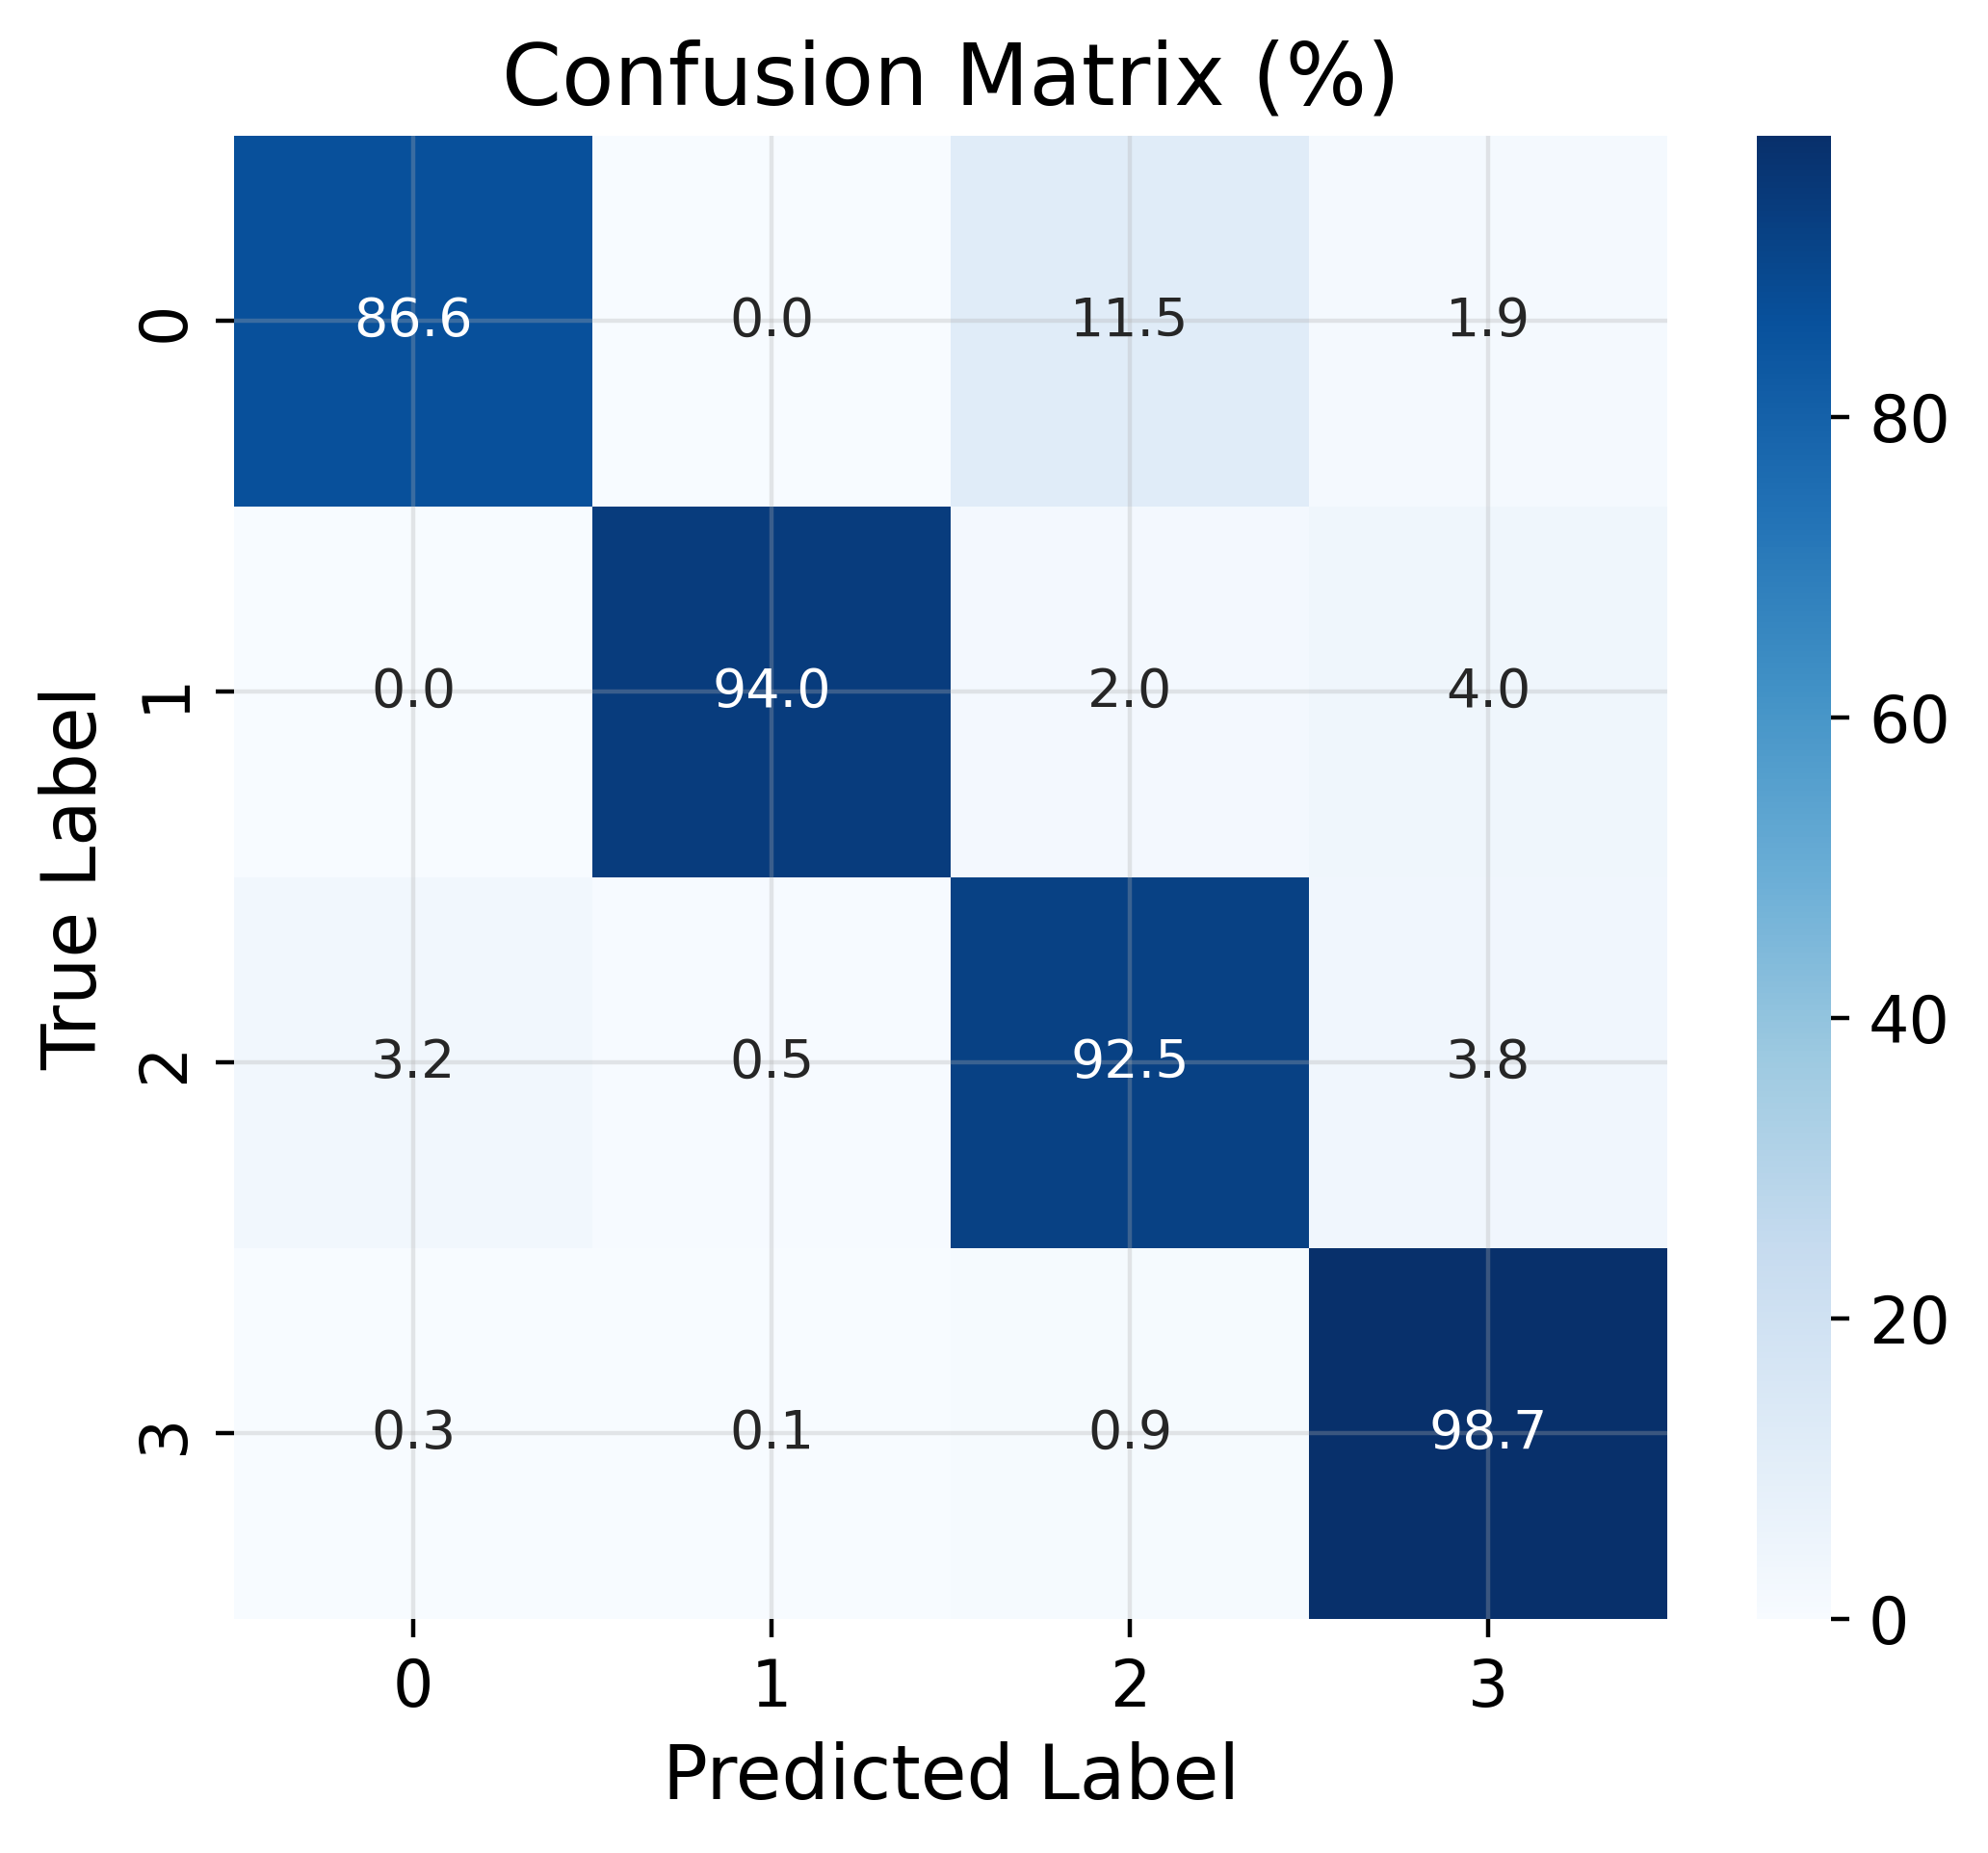 Confusion Matrix (%)
0 86.6 0.0 11.5 1.9
1 0.0 94.0 2.0 4.0
2 3.2 0.5 92.5 3.8
3 0.3 0.1 0.9 98.7
True Label
0 1 2 3
Predicted Label
80
60
40
20
0